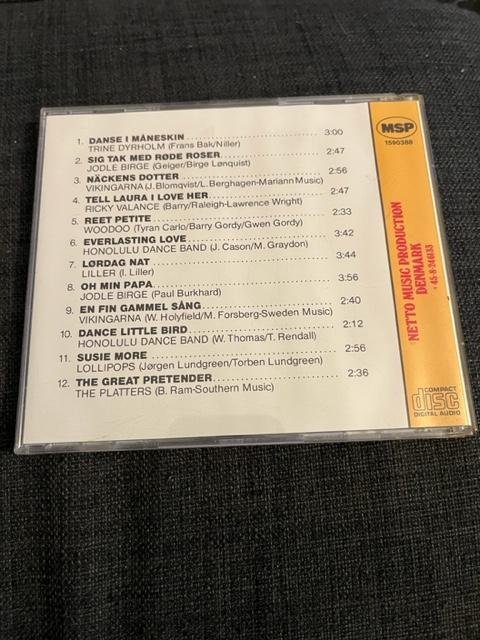 1. DANSE I MÅNESKIN 3:00
TRINE DYRHOLM (Frans Bak/Niller)
2. SIG TAK MED RØDE ROSER 2:47
JODLE BIRGE (Geiger/Birge Lønquist)
3. NÄCKENS DOTTER 2:56
VIKINGARNA (J. Blomqvist/L. Berghagen-Mariann Music)
4. TELL LAURA I LOVE HER 2:47
RICKY VALANCE (Barry/Raleigh-Lawrence Wright)
5. REET PETITE 2:33
WOODOO (Tyran Carlo/Barry Gordy/Gwen Gordy)
6. EVERLASTING LOVE 3:42
HONOLULU DANCE BAND (J. Cason/M. Graydon)
7. LØRDAG NAT 3:44
LILLER (I. Liller)
8. OH MIN PAPA 3:56
JODLE BIRGE (Paul Burkhard)
9. EN FIN GAMMEL SÅNG 2:40
VIKINGARNA (W. Holyfield/M. Forsberg-Sweden Music)
10. DANCE LITTLE BIRD 2:12
HONOLULU DANCE BAND (W. Thomas/T. Rendall)
11. SUSIE MORE 2:56
LOLLIPOPS (Jørgen Lundgreen/Torben Lundgreen)
12. THE GREAT PRETENDER 2:36
THE PLATTERS (B. Ram-Southern Music)
MSP
1590388
NETTO MUSIC PRODUCTION
DENMARK
COMPACT
disc
DIGITAL AUDIO